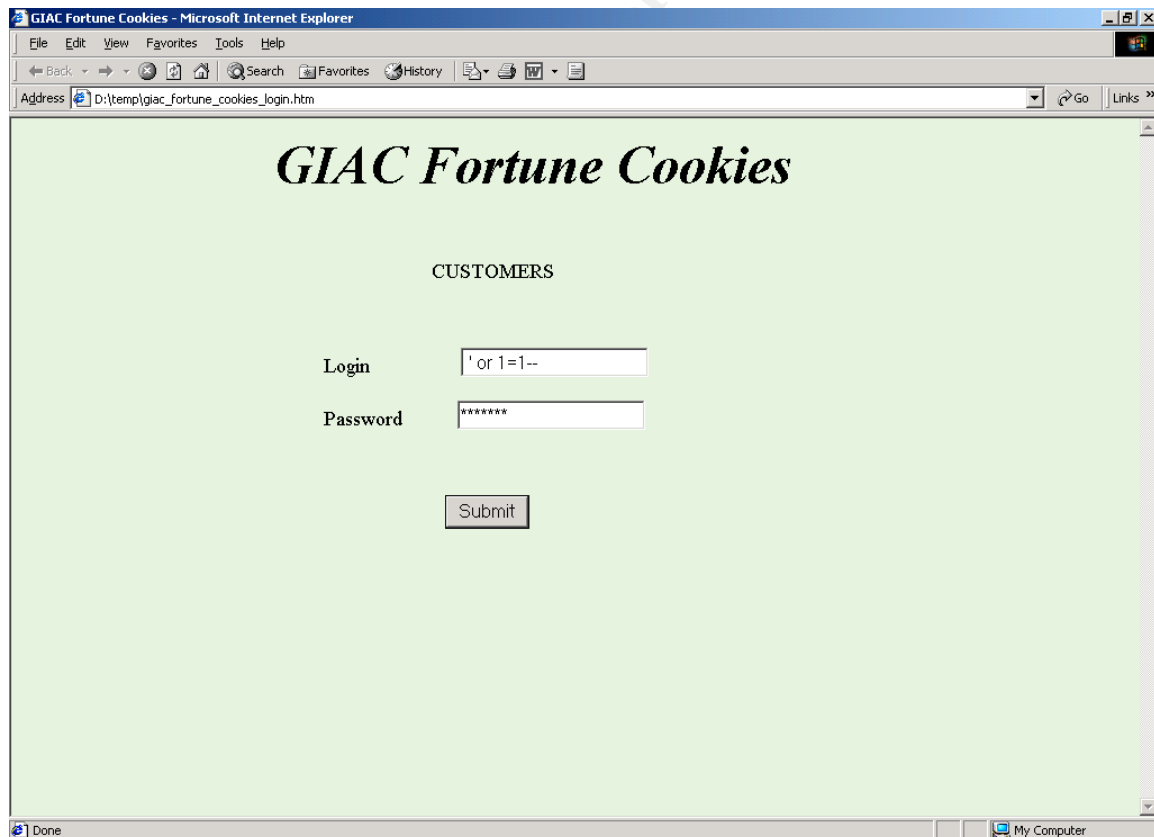 GIAC Fortune Cookies - Microsoft Internet Explorer
File Edit View Favorites Tools Help
Back Search Favorites History
Address D:\temp\giac_fortune_cookies_login.htm Go Links »
GIAC Fortune Cookies
CUSTOMERS
Login ' or 1=1--
Password *******
Submit
Done My Computer